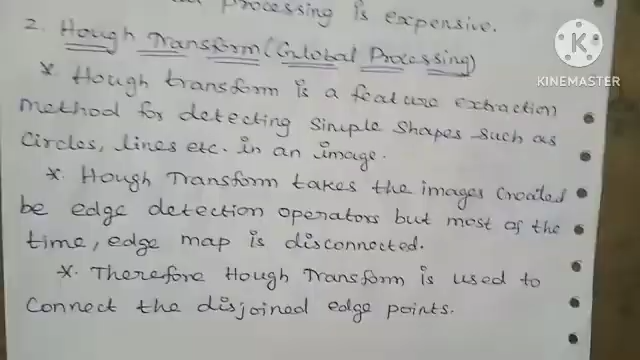 processing is expensive.
2. Hough Transform (Global Processing)
* Hough transform is a feature extraction
method for detecting simple shapes such as
circles, lines etc. in an image.
*. Hough Transform takes the images created
be edge detection operators but most of the
time, edge map is disconnected.
*. Therefore Hough Transform is used to
connect the disjoined edge points.
KINEMASTER